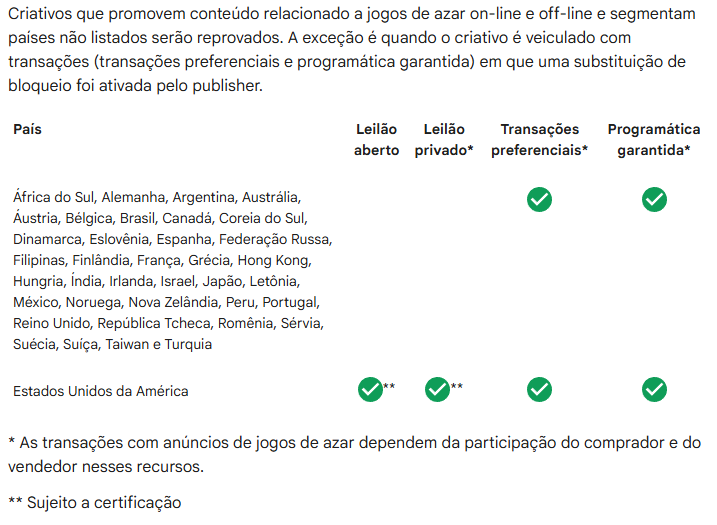 Criativos que promovem conteúdo relacionado a jogos de azar on-line e off-line e segmentam
países não listados serão reprovados. A exceção é quando o criativo é veiculado com
transações (transações preferenciais e programática garantida) em que uma substituição de
bloqueio foi ativada pelo publisher.
País
Leilão aberto
Leilão privado*
Transações preferenciais*
Programática garantida*
África do Sul, Alemanha, Argentina, Austrália,
Áustria, Bélgica, Brasil, Canadá, Coreia do Sul,
Dinamarca, Eslovênia, Espanha, Federação Russa,
Filipinas, Finlândia, França, Grécia, Hong Kong,
Hungria, Índia, Irlanda, Israel, Japão, Letônia,
México, Noruega, Nova Zelândia, Peru, Portugal,
Reino Unido, República Tcheca, Romênia, Sérvia,
Suécia, Suíça, Taiwan e Turquia
Estados Unidos da América
**
**
* As transações com anúncios de jogos de azar dependem da participação do comprador e do
vendedor nesses recursos.
** Sujeito a certificação